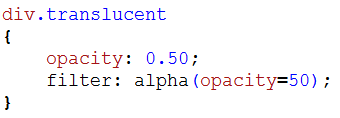 div.translucent
{
    opacity: 0.50;
    filter: alpha(opacity=50);
}